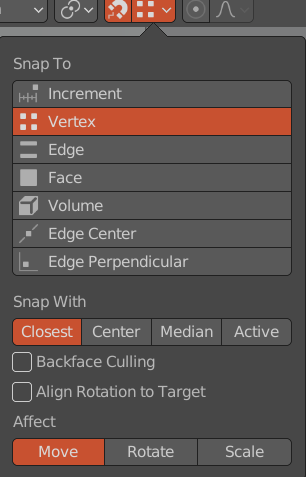 Snap To
Increment
Vertex
Edge
Face
Volume
Edge Center
Edge Perpendicular
Snap With
Closest Center Median Active
Backface Culling
Align Rotation to Target
Affect
Move Rotate Scale